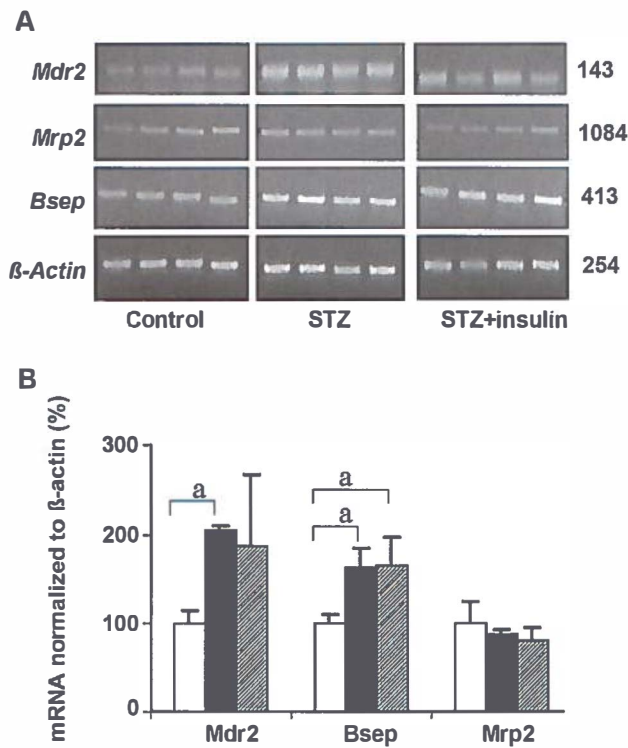 A
Mdr2 143
Mrp2 1084
Bsep 413
ß-Actin 254
Control STZ STZ+insulin
B
mRNA normalized to ß-actin (%)
300
a
a
200
a
100
0
Mdr2 Bsep Mrp2